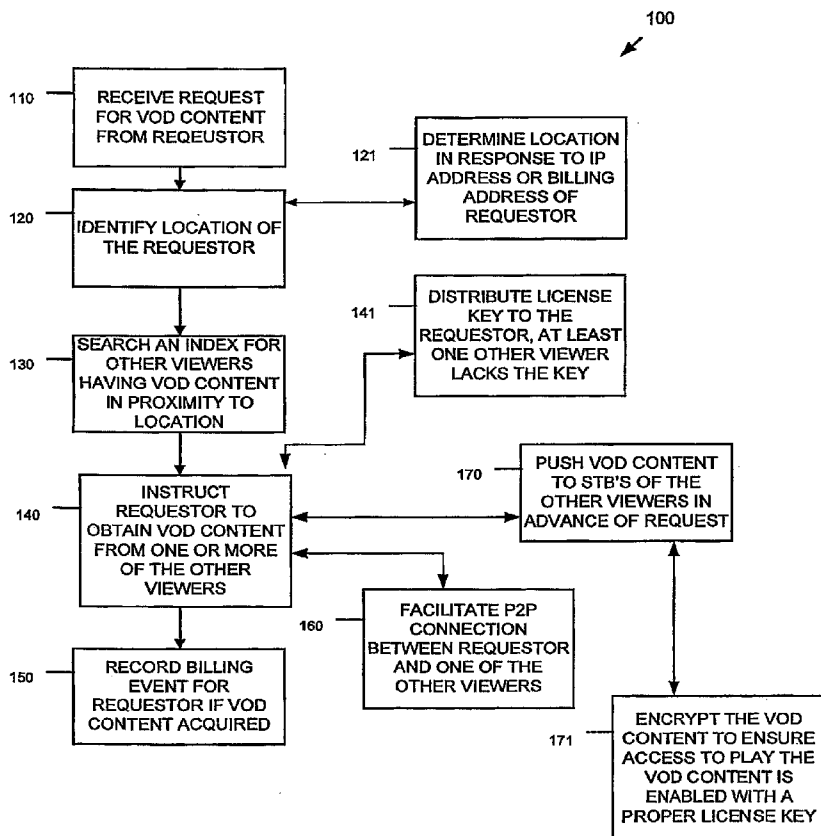 100
110
RECEIVE REQUEST
FOR VOD CONTENT
FROM REQEUSTOR
121
DETERMINE LOCATION
IN RESPONSE TO IP
ADDRESS OR BILLING
ADDRESS OF
REQUESTOR
120
IDENTIFY LOCATION OF
THE REQUESTOR
141
DISTRIBUTE LICENSE
KEY TO THE
REQUESTOR, AT LEAST
ONE OTHER VIEWER
LACKS THE KEY
130
SEARCH AN INDEX FOR
OTHER VIEWERS
HAVING VOD CONTENT
IN PROXIMITY TO
LOCATION
170
PUSH VOD CONTENT
TO STB'S OF THE
OTHER VIEWERS IN
ADVANCE OF REQUEST
140
INSTRUCT
REQUESTOR TO
OBTAIN VOD CONTENT
FROM ONE OR MORE
OF THE OTHER
VIEWERS
160
FACILITATE P2P
CONNECTION
BETWEEN REQUESTOR
AND ONE OF THE
OTHER VIEWERS
150
RECORD BILLING
EVENT FOR
REQUESTOR IF VOD
CONTENT ACQUIRED
171
ENCRYPT THE VOD
CONTENT TO ENSURE
ACCESS TO PLAY THE
VOD CONTENT IS
ENABLED WITH A
PROPER LICENSE KEY